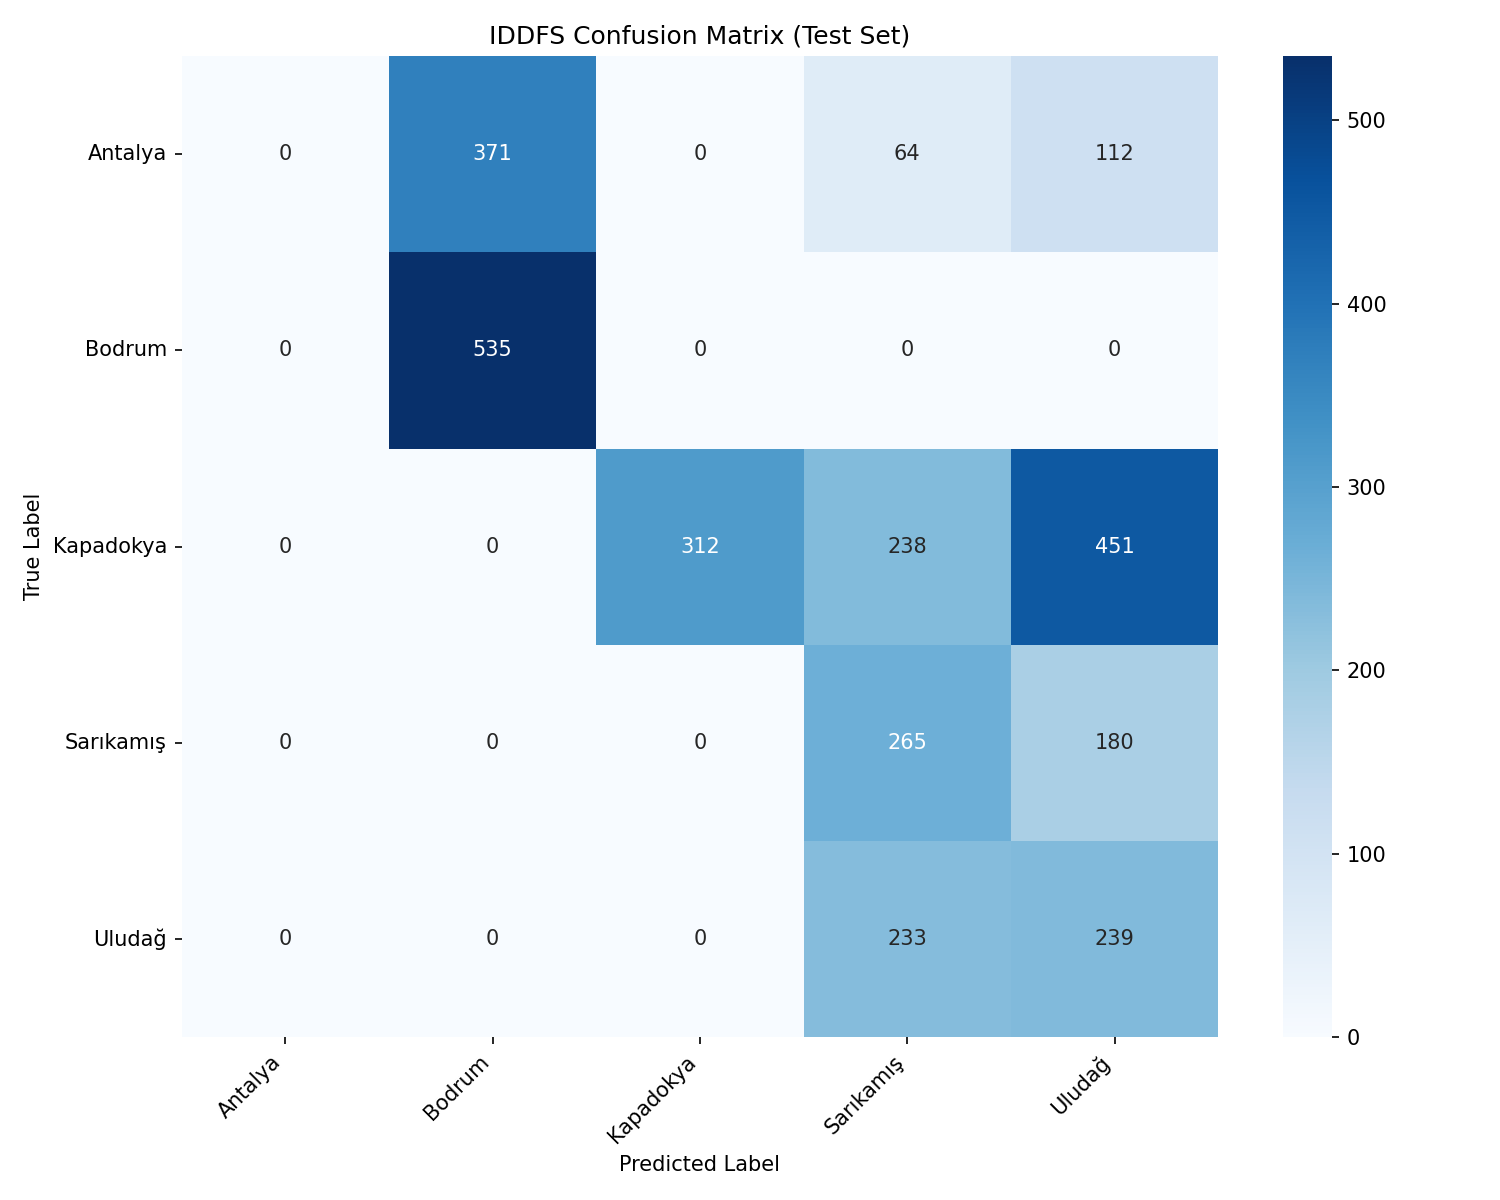 IDDFS Confusion Matrix (Test Set)
True Label
Antalya 0 371 0 64 112
Bodrum 0 535 0 0 0
Kapadokya 0 0 312 238 451
Sarıkamış 0 0 0 265 180
Uludağ 0 0 0 233 239
Antalya Bodrum Kapadokya Sarıkamış Uludağ
Predicted Label
500
400
300
200
100
0